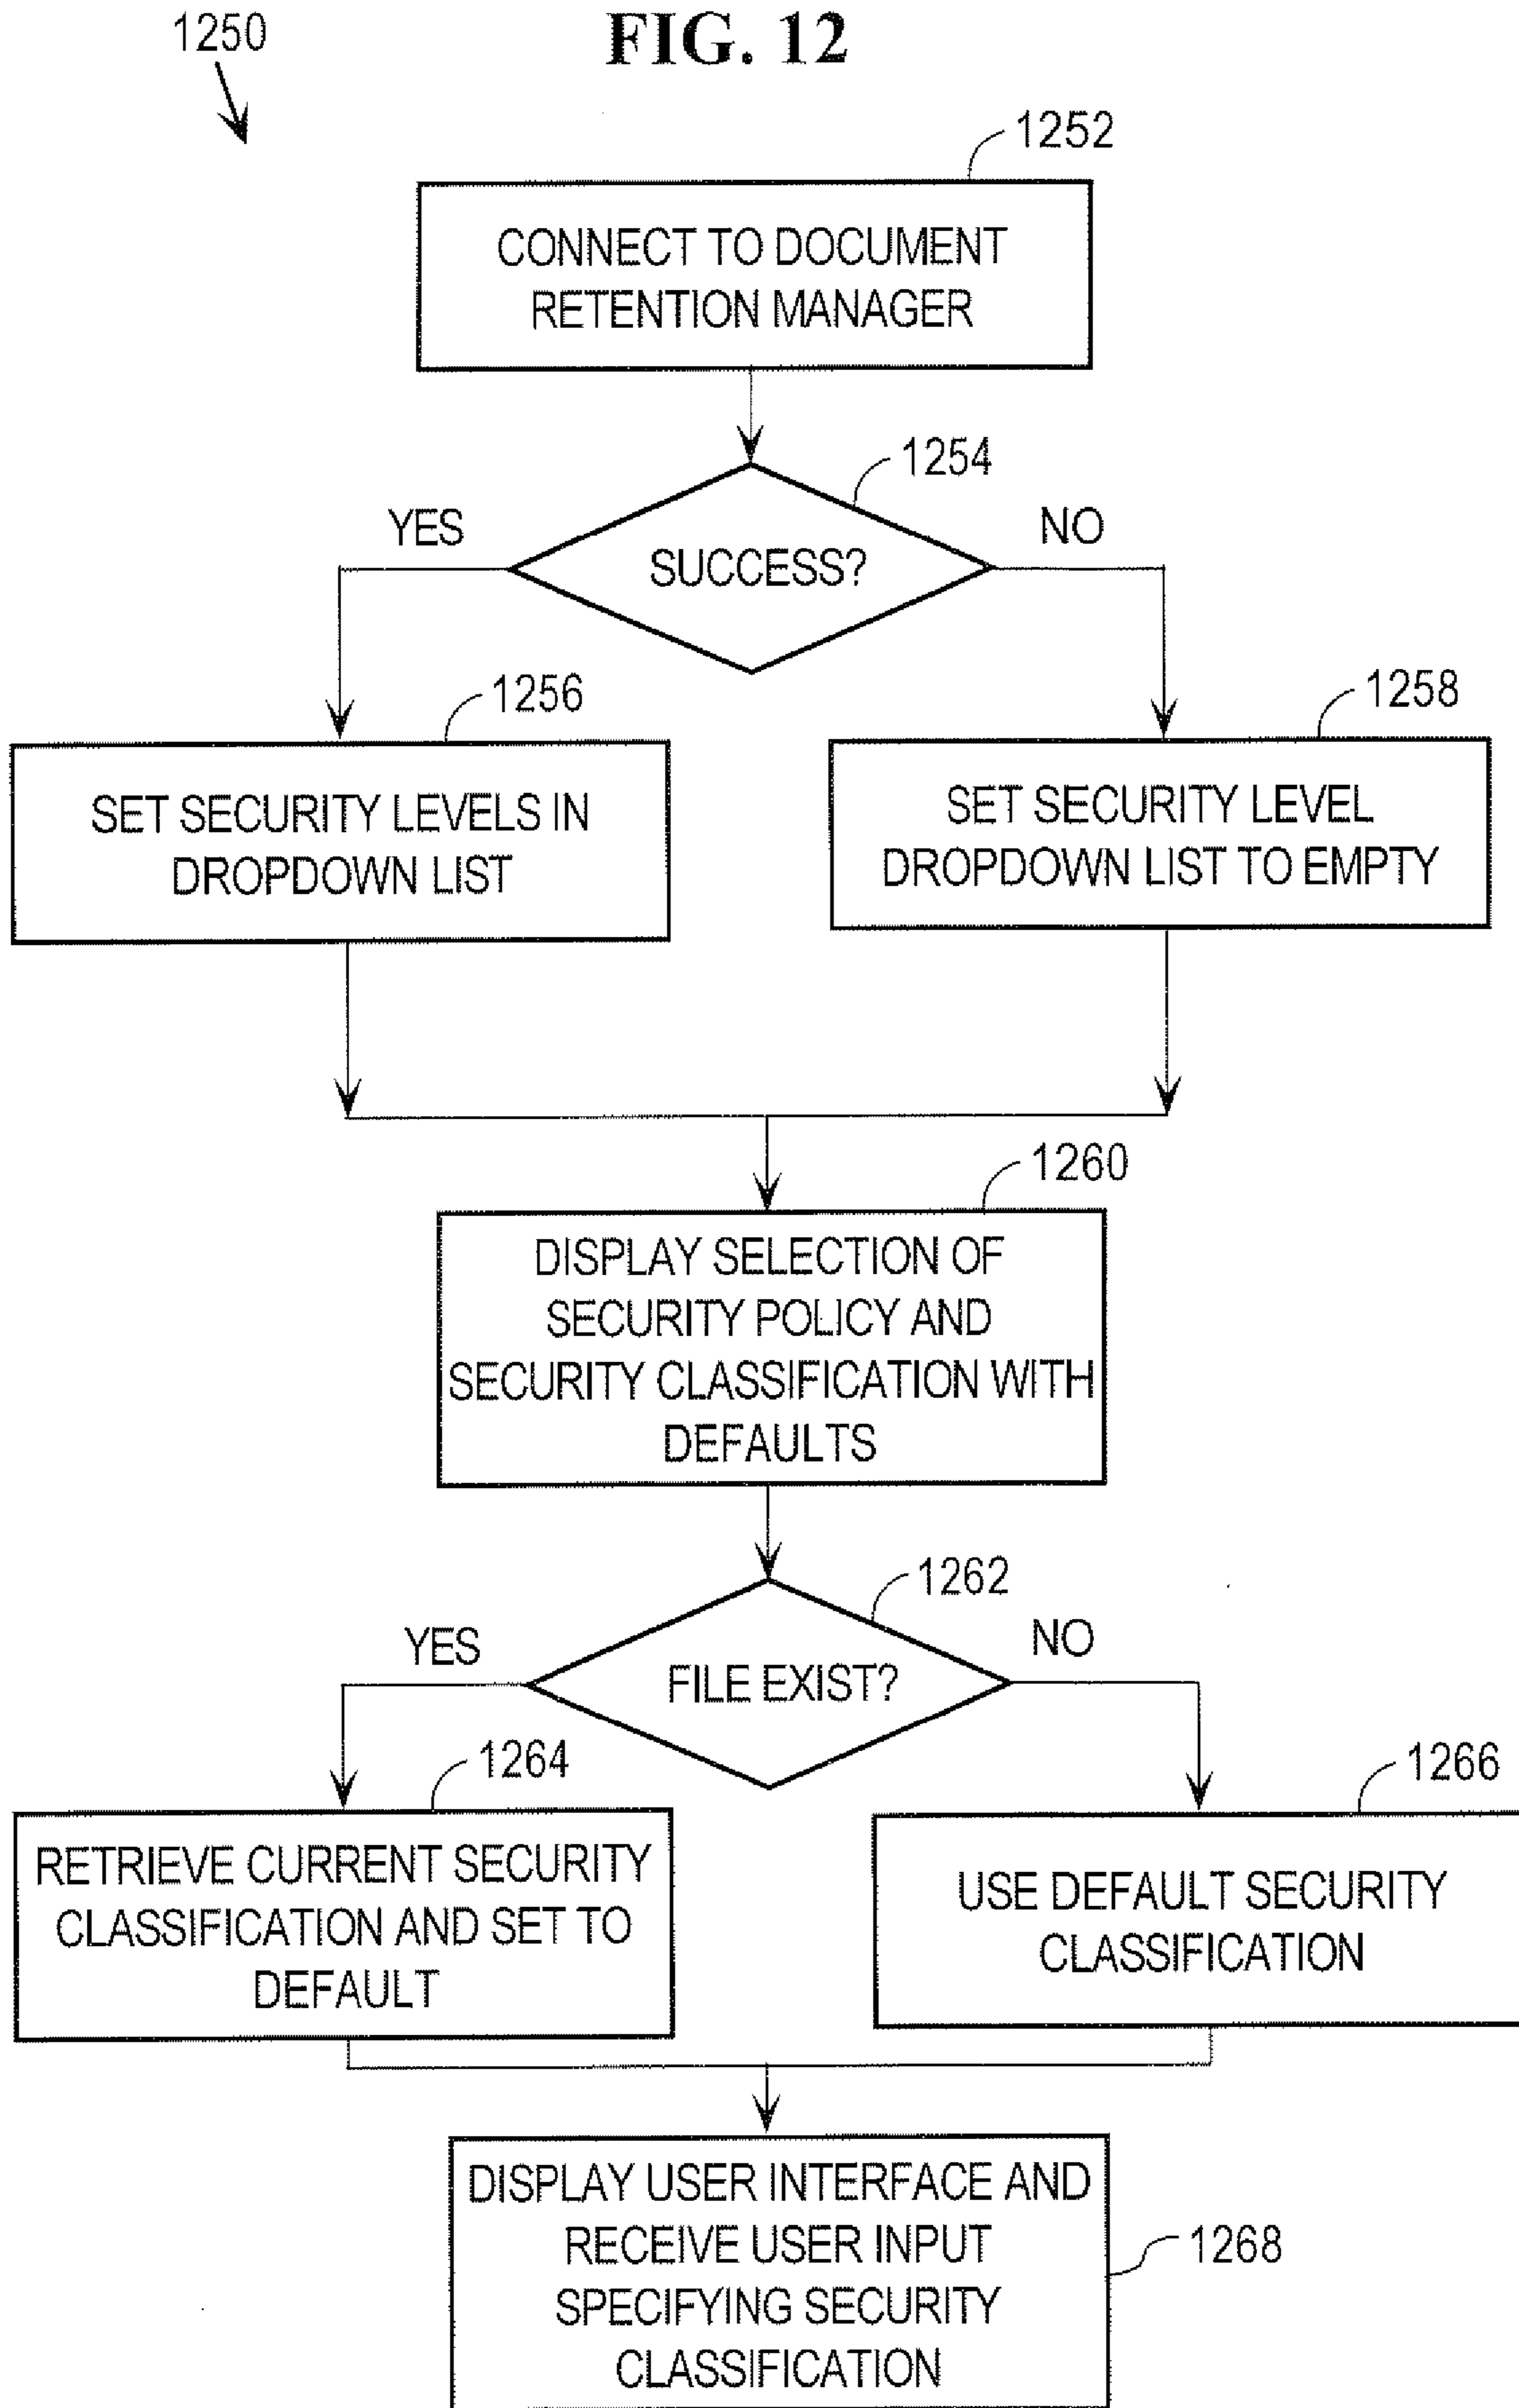 1250
FIG. 12
1252
CONNECT TO DOCUMENT
RETENTION MANAGER
1254
YES
SUCCESS?
NO
1256
SET SECURITY LEVELS IN
DROPDOWN LIST
1258
SET SECURITY LEVEL
DROPDOWN LIST TO EMPTY
1260
DISPLAY SELECTION OF
SECURITY POLICY AND
SECURITY CLASSIFICATION WITH
DEFAULTS
1262
YES
FILE EXIST?
NO
1264
RETRIEVE CURRENT SECURITY
CLASSIFICATION AND SET TO
DEFAULT
1266
USE DEFAULT SECURITY
CLASSIFICATION
DISPLAY USER INTERFACE AND
RECEIVE USER INPUT
SPECIFYING SECURITY
CLASSIFICATION
1268